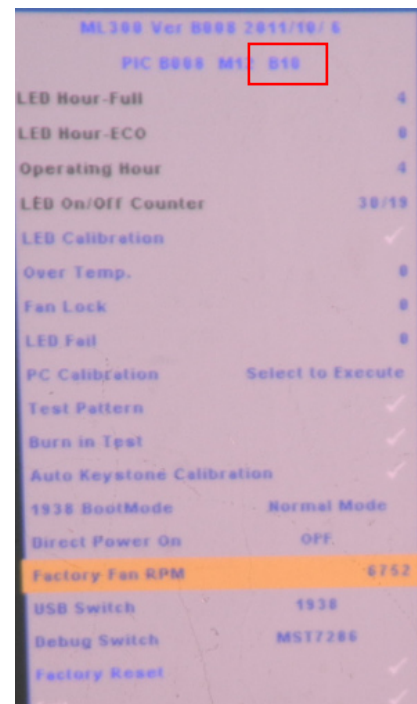 ML300 Ver B008 2011/10/ 6
PIC B008 M12 B10
LED Hour-Full 4
LED Hour-ECO 0
Operating Hour 4
LED On/Off Counter 30/19
LED Calibration
Over Temp. 0
Fan Lock 0
LED Fail 0
PC Calibration Select to Execute
Test Pattern
Burn in Test
Auto Keystone Calibration
1938 BootMode Normal Mode
Direct Power On OFF.
Factory Fan RPM 6752
USB Switch 1938
Debug Switch MST7286
Factory Reset